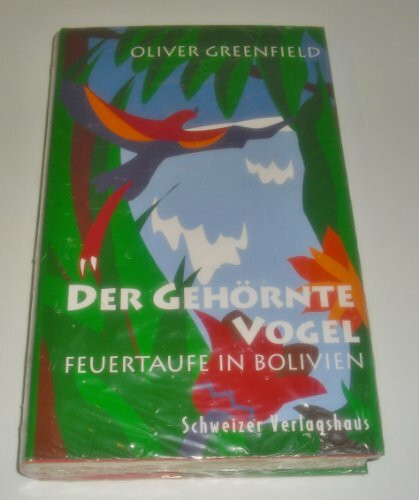 OLIVER GREENFIELD
DER GEHÖRNTE
VOGEL
FEUERTAUFE IN BOLIVIEN
Schweizer Verlagshaus